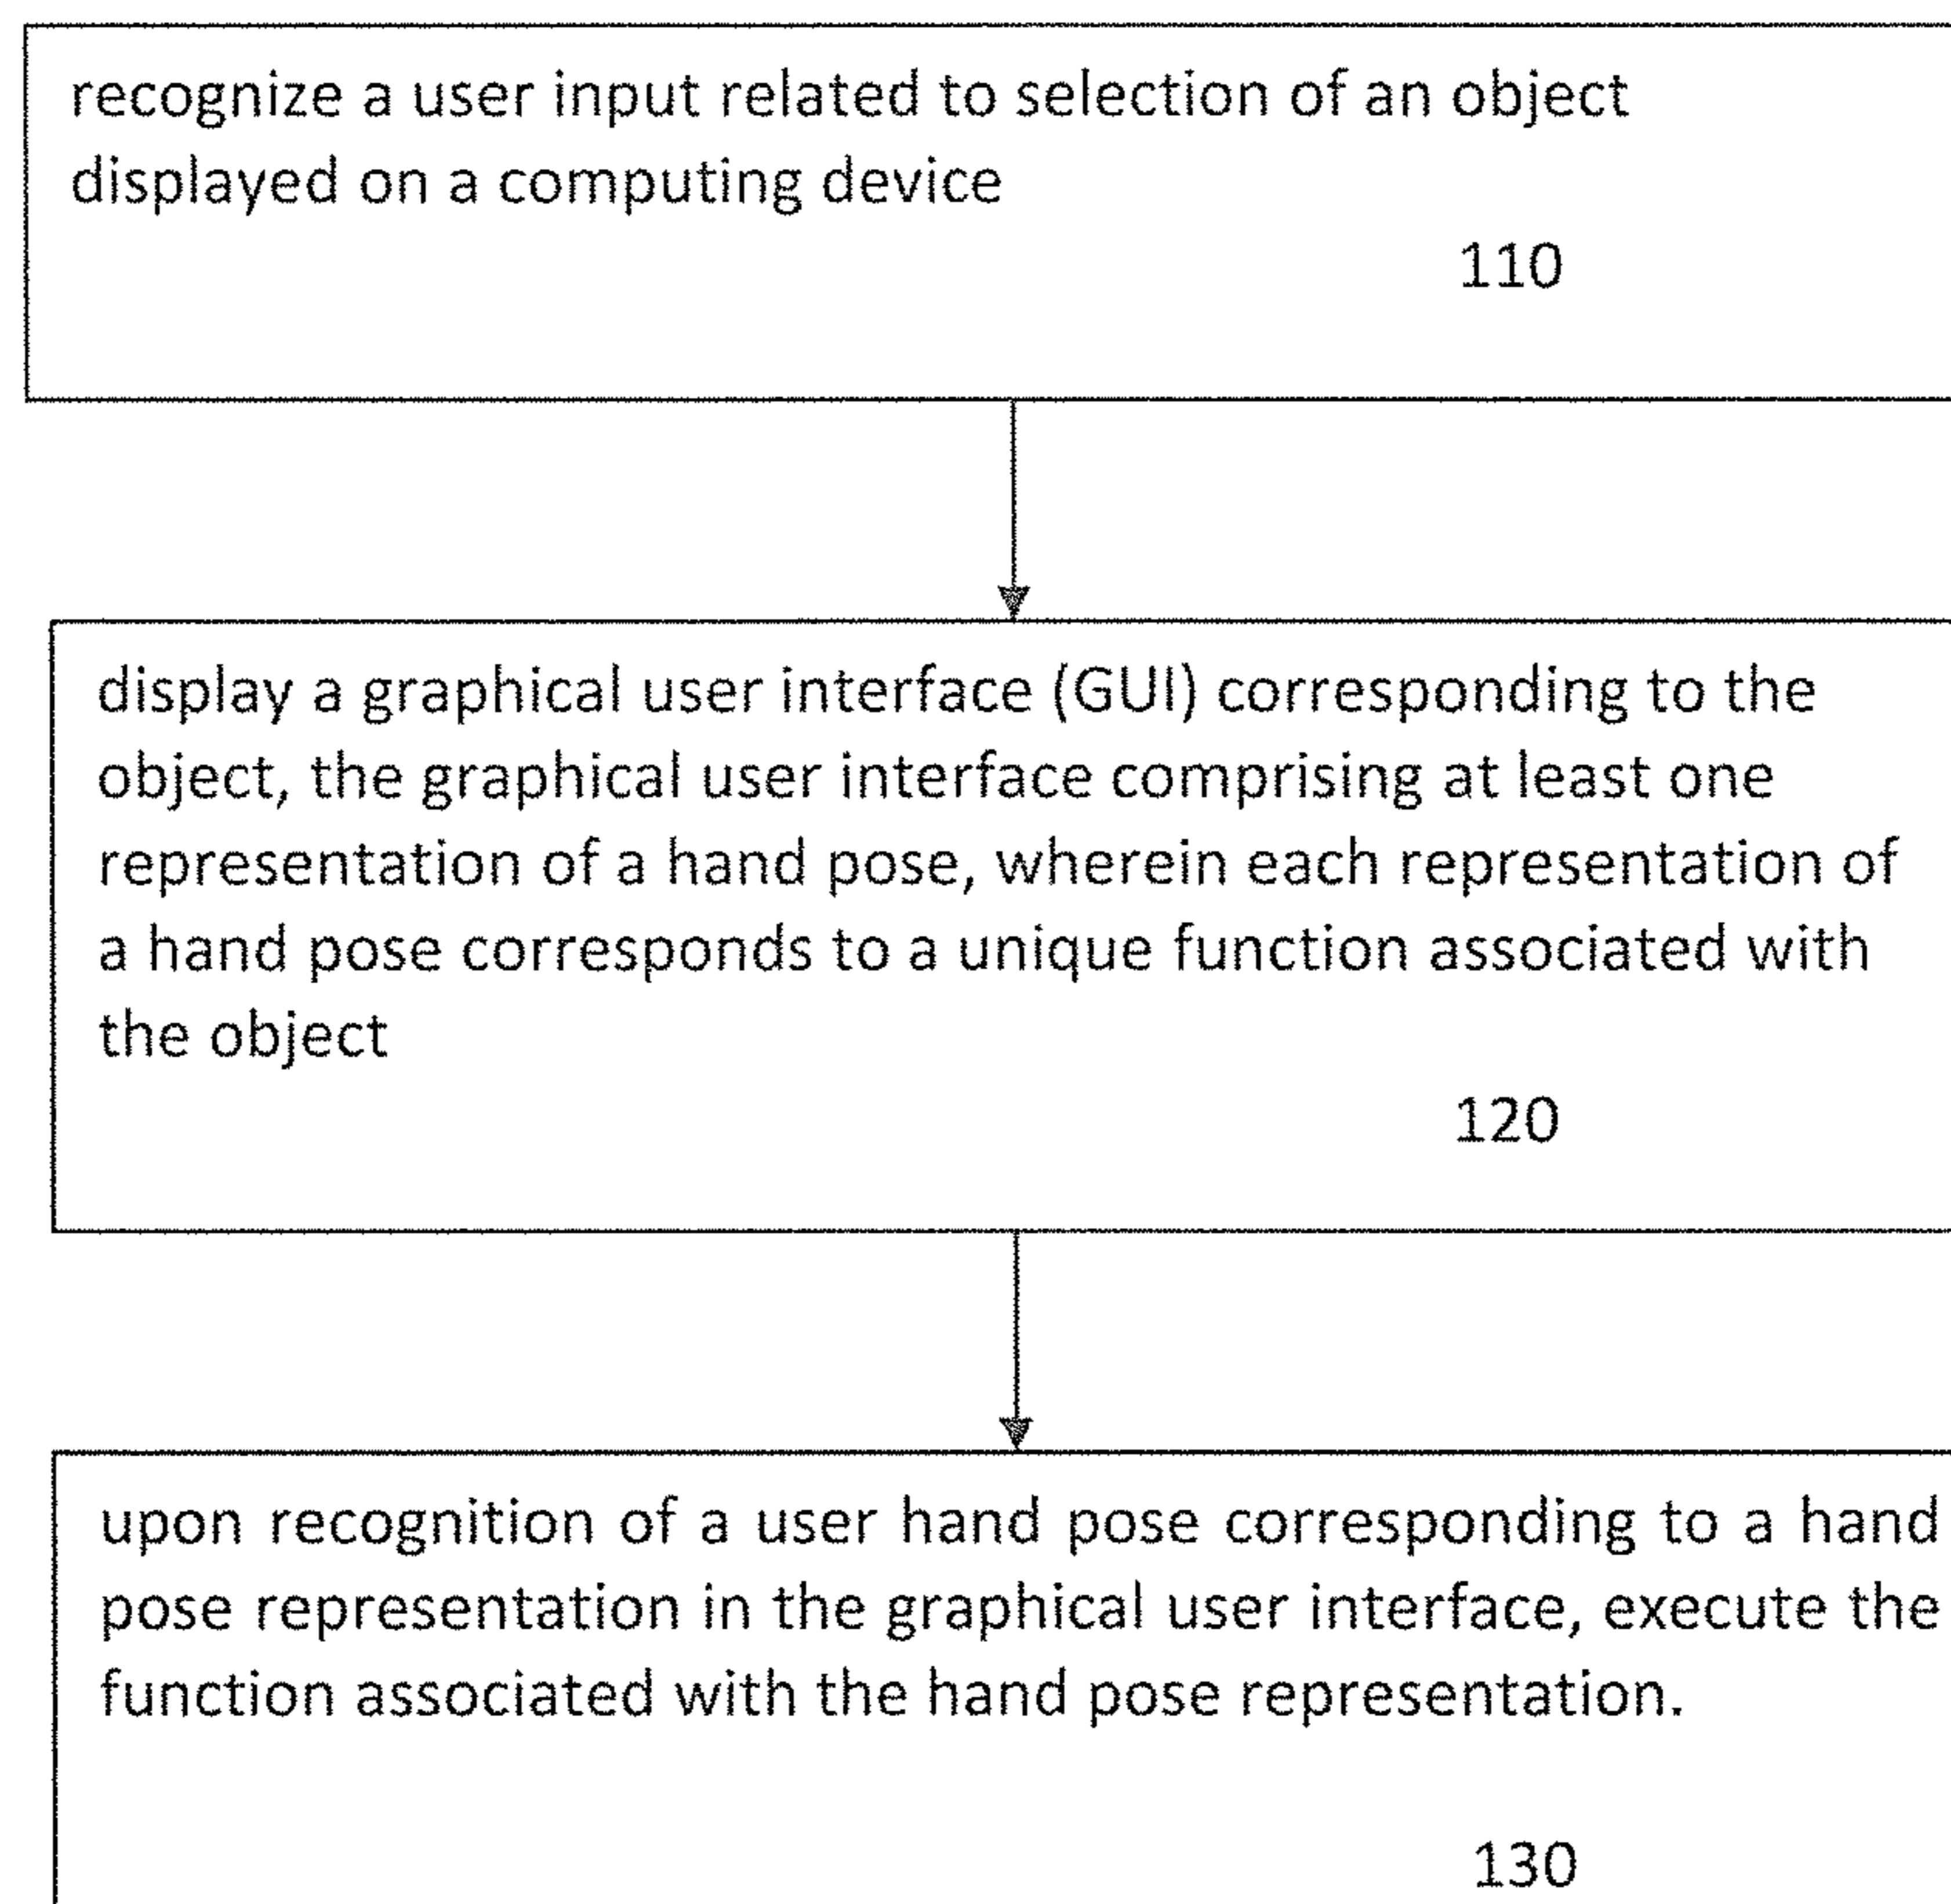 recognize a user input related to selection of an object
displayed on a computing device
110
display a graphical user interface (GUI) corresponding to the
object, the graphical user interface comprising at least one
representation of a hand pose, wherein each representation of
a hand pose corresponds to a unique function associated with
the object
120
upon recognition of a user hand pose corresponding to a hand
pose representation in the graphical user interface, execute the
function associated with the hand pose representation.
130